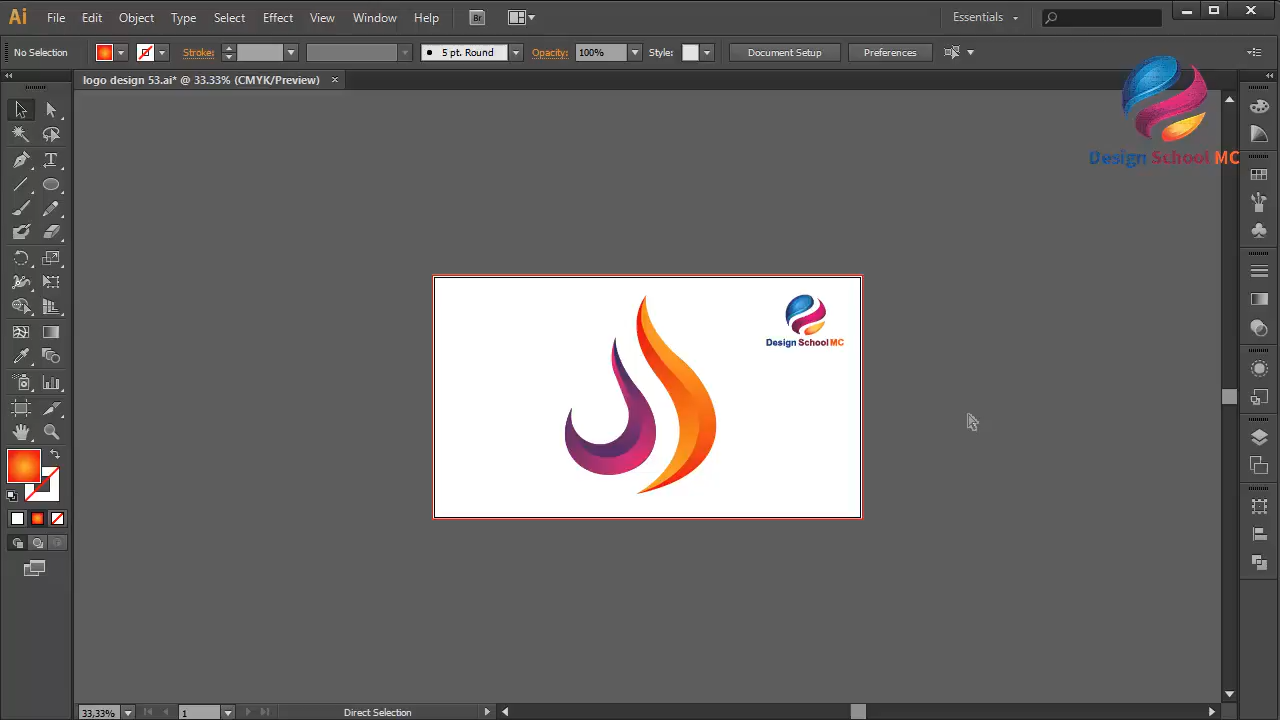 Ai File Edit Object Type Select Effect View Window Help Br Essentials
No Selection Stroke: 5 pt. Round Opacity: 100% Style: Document Setup Preferences
logo design 53.ai* @ 33.33% (CMYK/Preview)
Design School MC
Design School MC
33.33% 1 Direct Selection